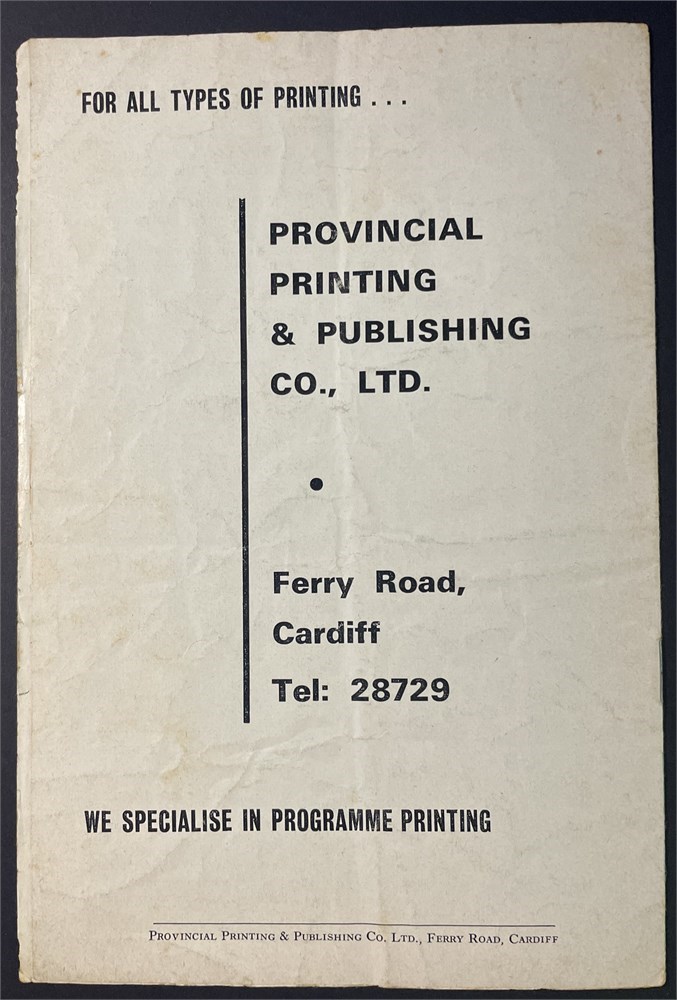 FOR ALL TYPES OF PRINTING . . .
PROVINCIAL
PRINTING
& PUBLISHING
CO., LTD.
Ferry Road,
Cardiff
Tel: 28729
WE SPECIALISE IN PROGRAMME PRINTING
Provincial Printing & Publishing Co. Ltd., Ferry Road, Cardiff